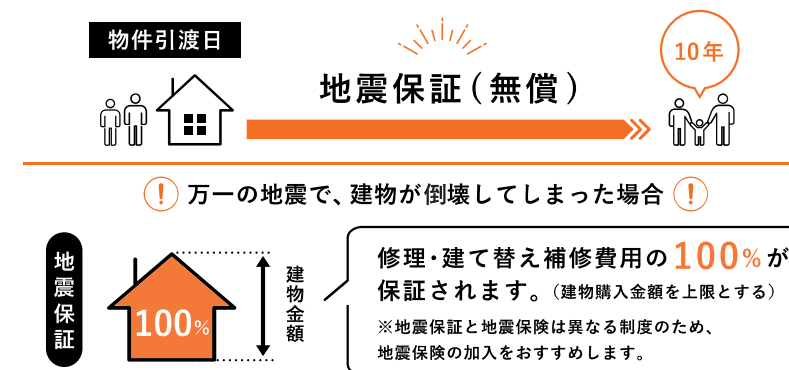 物件引渡日
10年
地震保証（無償）
! 万一の地震で、建物が倒壊してしまった場合 !
地震保証
100%
建物金額
修理・建て替え補修費用の100%が
保証されます。（建物購入金額を上限とする）
※地震保証と地震保険は異なる制度のため、
地震保険の加入をおすすめします。